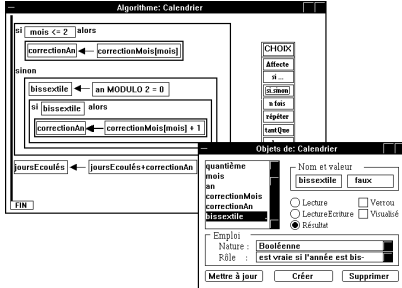 Algorithme: Calendrier
si mois <= 2 alors
correctionAn correctionMois[mois]
sinon
bissextile an MODULO 2 = 0
si bissextile alors
correctionAn correctionMois[mois] + 1
joursEcoulés joursEcoulés+correctionAn
FIN
CHOIX
Affecte
si ...
si.sinon
n fois
répéter
tantQue
Objets de: Calendrier
quantième
mois
an
correctionMois
correctionAn
bissextile
Nom et valeur
bissextile faux
Lecture Verrou
LectureEcriture Visualisé
Résultat
Emploi
Nature : Booléenne
Rôle : est vraie si l'année est bis-
Mettre à jour Créer Supprimer